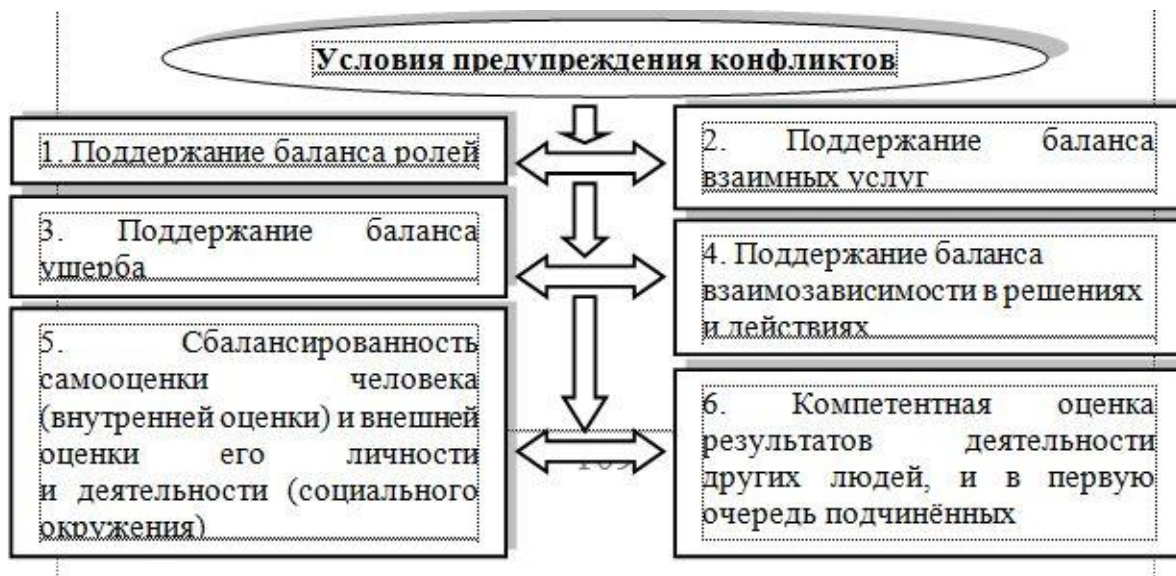 Условия предупреждения конфликтов
1. Поддержание баланса ролей
2. Поддержание баланса
взаимных услуг
3. Поддержание баланса
ущерба
4. Поддержание баланса
взаимозависимости в решениях
и действиях
5. Сбалансированность
самооценки человека
(внутренней оценки) и внешней
оценки его личности
и деятельности (социального
окружения)
6. Компетентная оценка
результатов деятельности
других людей, и в первую
очередь подчинённых